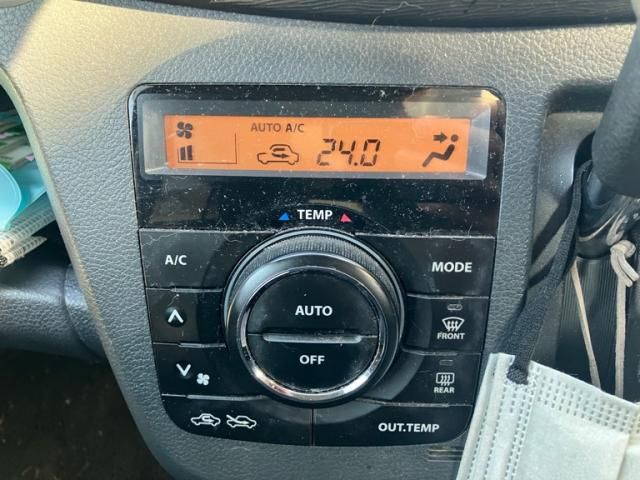 AUTO A/C
24.0
TEMP
A/C
MODE
AUTO
OFF
FRONT
REAR
OUT.TEMP